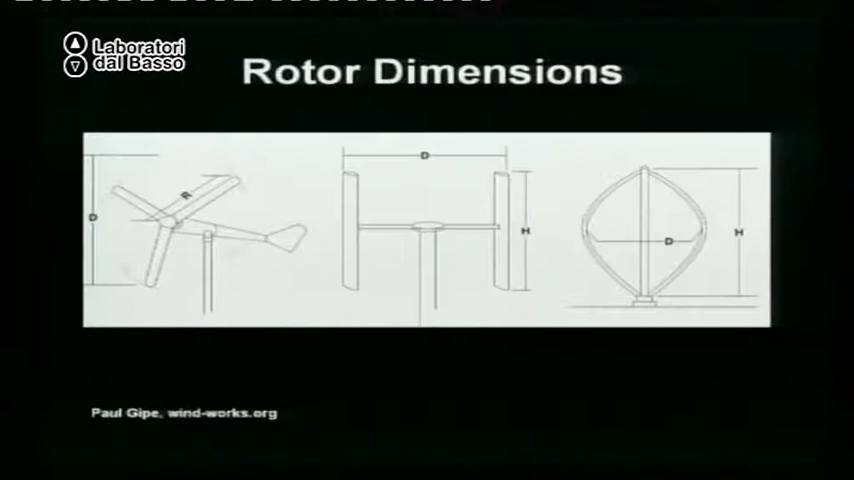 Laboratori
dal Basso
Rotor Dimensions
D
R
D
H
D
H
Paul Gipe, wind-works.org